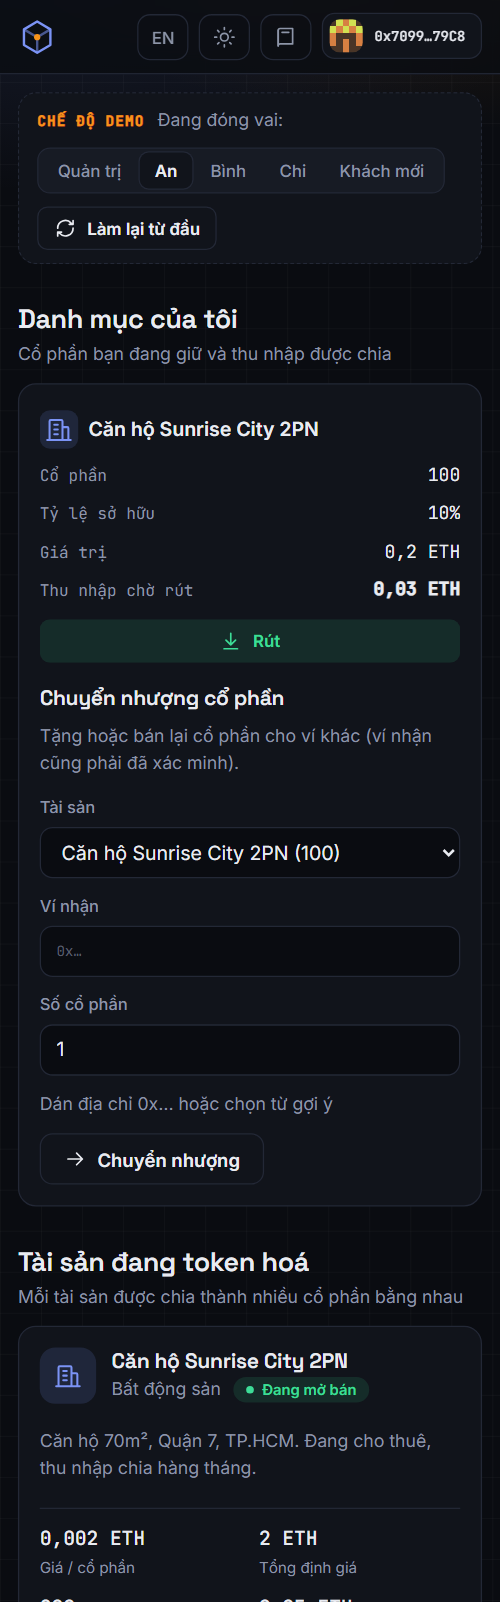 EN
0x7099…79C8
CHẾ ĐỘ DEMO Đang đóng vai:
Quản trị An Bình Chi Khách mới
Làm lại từ đầu
Danh mục của tôi
Cổ phần bạn đang giữ và thu nhập được chia
Căn hộ Sunrise City 2PN
Cổ phần 100
Tỷ lệ sở hữu 10%
Giá trị 0,2 ETH
Thu nhập chờ rút 0,03 ETH
Rút
Chuyển nhượng cổ phần
Tặng hoặc bán lại cổ phần cho ví khác (ví nhận
cũng phải đã xác minh).
Tài sản
Căn hộ Sunrise City 2PN (100)
Ví nhận
0x…
Số cổ phần
1
Dán địa chỉ 0x... hoặc chọn từ gợi ý
Chuyển nhượng
Tài sản đang token hoá
Mỗi tài sản được chia thành nhiều cổ phần bằng nhau
Căn hộ Sunrise City 2PN
Bất động sản Đang mở bán
Căn hộ 70m², Quận 7, TP.HCM. Đang cho thuê,
thu nhập chia hàng tháng.
0,002 ETH 2 ETH
Giá / cổ phần Tổng định giá